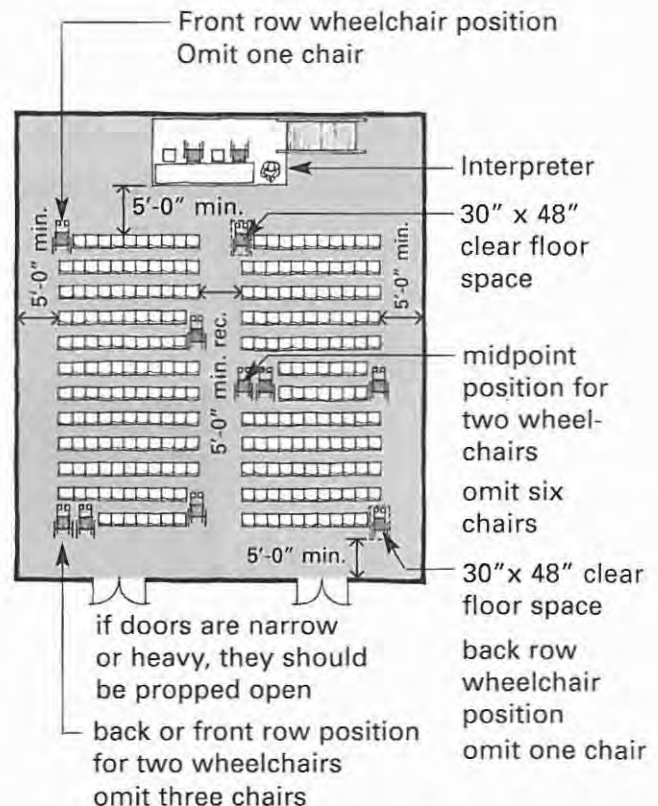 Front row wheelchair position
Omit one chair
Interpreter
5'-0" min.
30" x 48"
clear floor
space
5'-0" min.
5'-0" min.
5'-0" min. rec.
midpoint
position for
two wheel-
chairs
omit six
chairs
5'-0" min.
30"x 48" clear
floor space
if doors are narrow
or heavy, they should
be propped open
back row
wheelchair
position
omit one chair
back or front row position
for two wheelchairs
omit three chairs